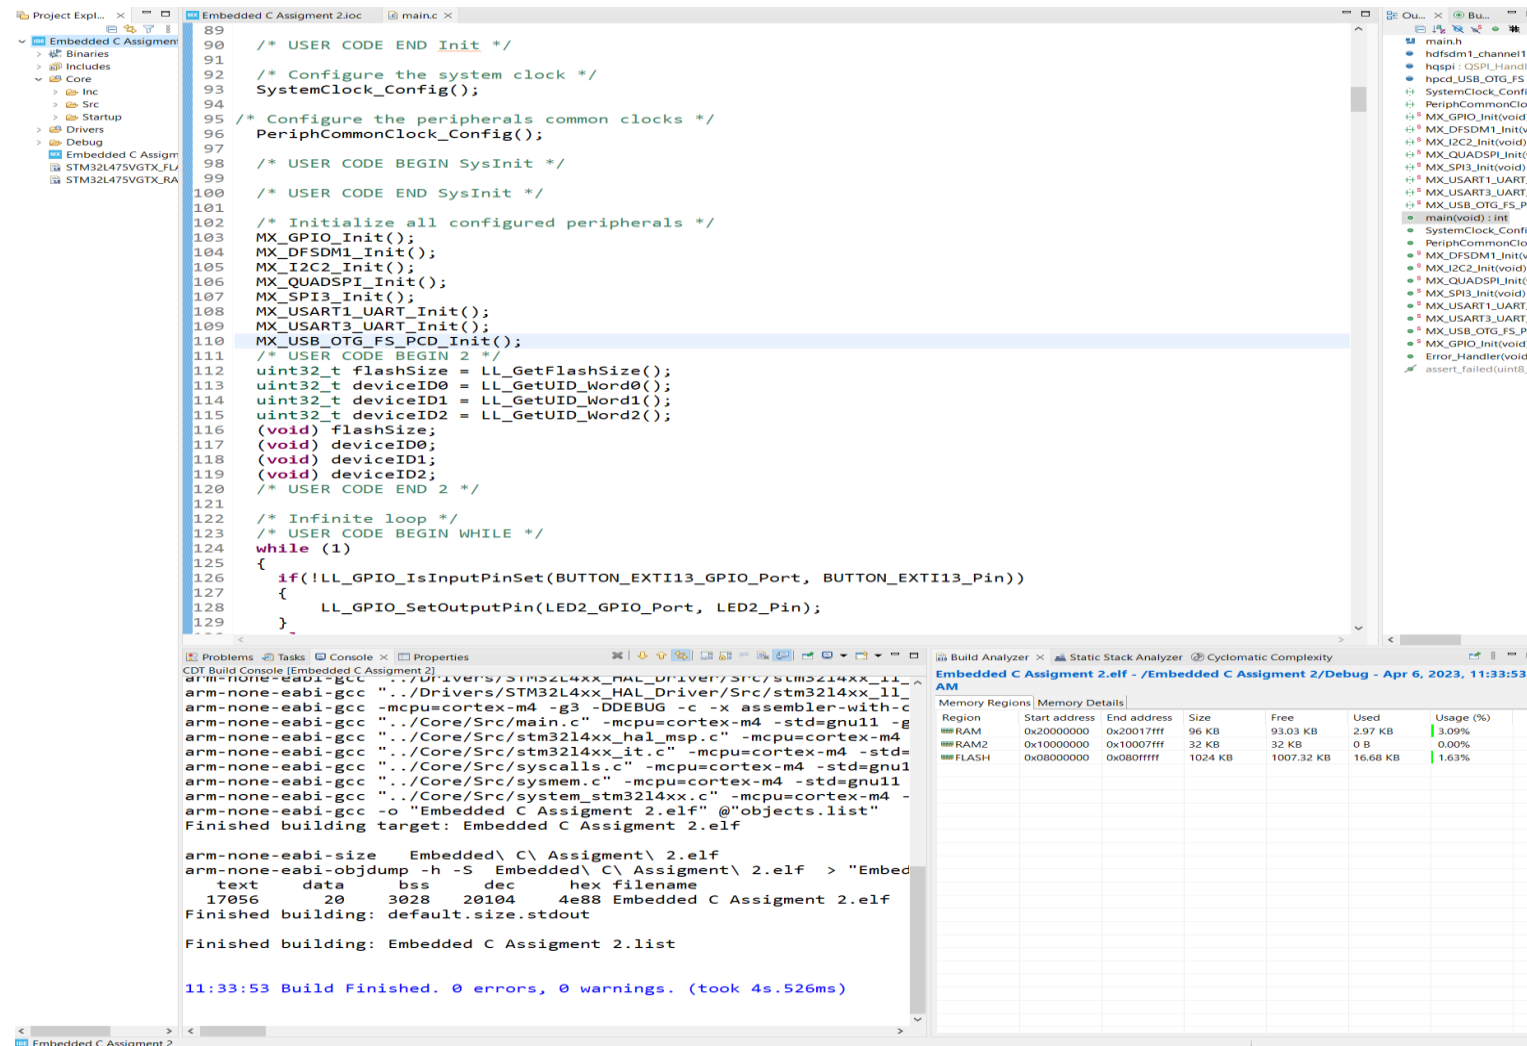 Project Expl...
Embedded C Assigment
Binaries
Includes
Core
Inc
Src
Startup
Drivers
Debug
Embedded C Assigm
STM32L475VGTX_FL
STM32L475VGTX_RA
Embedded C Assigment 2.ioc
main.c
89
90 /* USER CODE END Init */
91
92 /* Configure the system clock */
93 SystemClock_Config();
94
95 /* Configure the peripherals common clocks */
96 PeriphCommonClock_Config();
97
98 /* USER CODE BEGIN SysInit */
99
100 /* USER CODE END SysInit */
101
102 /* Initialize all configured peripherals */
103 MX_GPIO_Init();
104 MX_DFSDM1_Init();
105 MX_I2C2_Init();
106 MX_QUADSPI_Init();
107 MX_SPI3_Init();
108 MX_USART1_UART_Init();
109 MX_USART3_UART_Init();
110 MX_USB_OTG_FS_PCD_Init();
111 /* USER CODE BEGIN 2 */
112 uint32_t flashSize = LL_GetFlashSize();
113 uint32_t deviceID0 = LL_GetUID_Word0();
114 uint32_t deviceID1 = LL_GetUID_Word1();
115 uint32_t deviceID2 = LL_GetUID_Word2();
116 (void) flashSize;
117 (void) deviceID0;
118 (void) deviceID1;
119 (void) deviceID2;
120 /* USER CODE END 2 */
121
122 /* Infinite loop */
123 /* USER CODE BEGIN WHILE */
124 while (1)
125 {
126 if(!LL_GPIO_IsInputPinSet(BUTTON_EXTI13_GPIO_Port, BUTTON_EXTI13_Pin))
127 {
128 LL_GPIO_SetOutputPin(LED2_GPIO_Port, LED2_Pin);
129 }
Ou... Bu...
main.h
hdfsdm1_channel1
hqspi : QSPI_Handl
hpcd_USB_OTG_FS
SystemClock_Confi
PeriphCommonClo
MX_GPIO_Init(void)
MX_DFSDM1_Init(v
MX_I2C2_Init(void)
MX_QUADSPI_Init(
MX_SPI3_Init(void)
MX_USART1_UART_
MX_USART3_UART_
MX_USB_OTG_FS_P
main(void) : int
SystemClock_Confi
PeriphCommonClo
MX_DFSDM1_Init(v
MX_I2C2_Init(void)
MX_QUADSPI_Init(
MX_SPI3_Init(void)
MX_USART1_UART_
MX_USART3_UART_
MX_USB_OTG_FS_P
MX_GPIO_Init(void)
Error_Handler(void
assert_failed(uint8_
Problems Tasks Console Properties
CDT Build Console [Embedded C Assigment 2]
arm-none-eabi-gcc "../Drivers/STM32L4xx_HAL_Driver/Src/stm32l4xx_ll_
arm-none-eabi-gcc "../Drivers/STM32L4xx_HAL_Driver/Src/stm32l4xx_ll_
arm-none-eabi-gcc -mcpu=cortex-m4 -g3 -DDEBUG -c -x assembler-with-c
arm-none-eabi-gcc "../Core/Src/main.c" -mcpu=cortex-m4 -std=gnu11 -g
arm-none-eabi-gcc "../Core/Src/stm32l4xx_hal_msp.c" -mcpu=cortex-m4
arm-none-eabi-gcc "../Core/Src/stm32l4xx_it.c" -mcpu=cortex-m4 -std=
arm-none-eabi-gcc "../Core/Src/syscalls.c" -mcpu=cortex-m4 -std=gnu1
arm-none-eabi-gcc "../Core/Src/sysmem.c" -mcpu=cortex-m4 -std=gnu11
arm-none-eabi-gcc "../Core/Src/system_stm32l4xx.c" -mcpu=cortex-m4 -
arm-none-eabi-gcc -o "Embedded C Assigment 2.elf" @"objects.list"
Finished building target: Embedded C Assigment 2.elf
arm-none-eabi-size Embedded\ C\ Assigment\ 2.elf
arm-none-eabi-objdump -h -S Embedded\ C\ Assigment\ 2.elf > "Embed
text data bss dec hex filename
17056 20 3028 20104 4e88 Embedded C Assigment 2.elf
Finished building: default.size.stdout
Finished building: Embedded C Assigment 2.list
11:33:53 Build Finished. 0 errors, 0 warnings. (took 4s.526ms)
Build Analyzer Static Stack Analyzer Cyclomatic Complexity
Embedded C Assigment 2.elf - /Embedded C Assigment 2/Debug - Apr 6, 2023, 11:33:53
AM
Memory Regions Memory Details
Region Start address End address Size Free Used Usage (%)
RAM 0x20000000 0x20017fff 96 KB 93.03 KB 2.97 KB 3.09%
RAM2 0x10000000 0x10007fff 32 KB 32 KB 0 B 0.00%
FLASH 0x08000000 0x080fffff 1024 KB 1007.32 KB 16.68 KB 1.63%
Embedded C Assigment 2